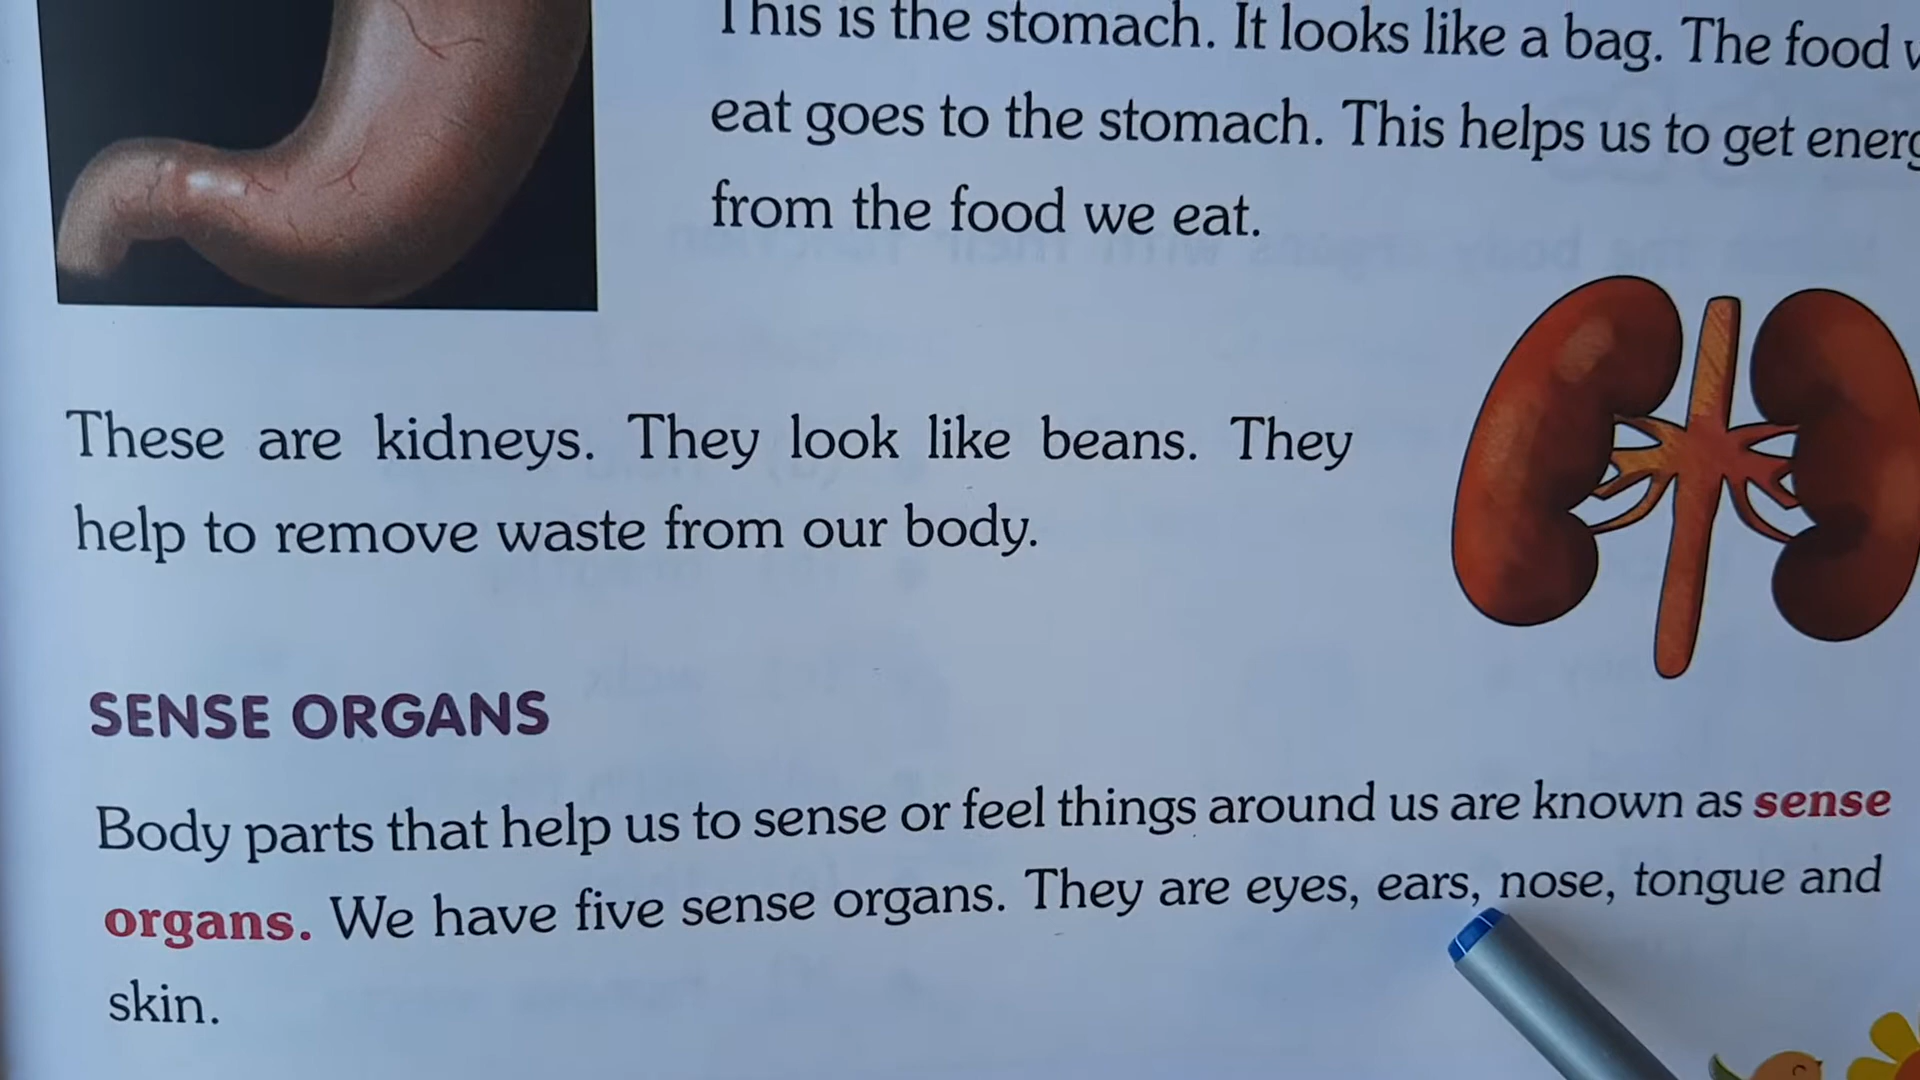 This is the stomach. It looks like a bag. The food
eat goes to the stomach. This helps us to get
from the food we eat.
These are kidneys. They look like beans. They
help to remove waste from our body.
SENSE ORGANS
Body parts that help us to sense or feel things around us are known as sense
organs. We have five sense organs. They are eyes, ears, nose, tongue and
skin.